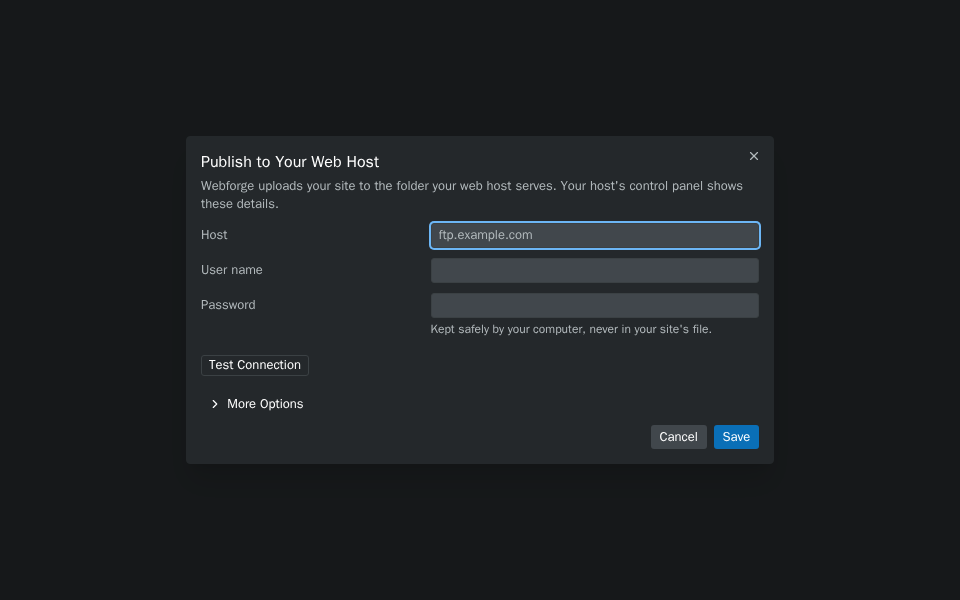 Publish to Your Web Host
Webforge uploads your site to the folder your web host serves. Your host's control panel shows
these details.
Host
ftp.example.com
User name
Password
Kept safely by your computer, never in your site's file.
Test Connection
More Options
Cancel
Save